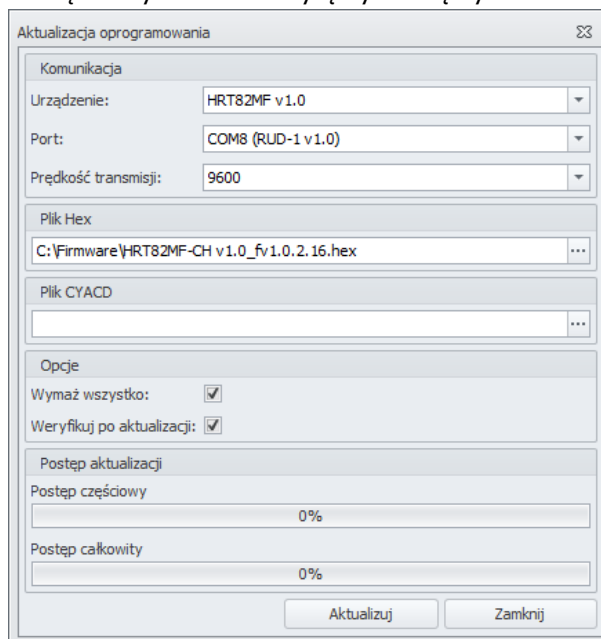 Aktualizacja oprogramowania
Komunikacja
Urządzenie: HRT82MF v1.0
Port: COM8 (RUD-1 v1.0)
Prędkość transmisji: 9600
Plik Hex
C:\Firmware\HRT82MF-CH v1.0_fv1.0.2.16.hex
Plik CYACD
Opcje
Wymaż wszystko:
Weryfikuj po aktualizacji:
Postęp aktualizacji
Postęp częściowy
0%
Postęp całkowity
0%
Aktualizuj Zamknij